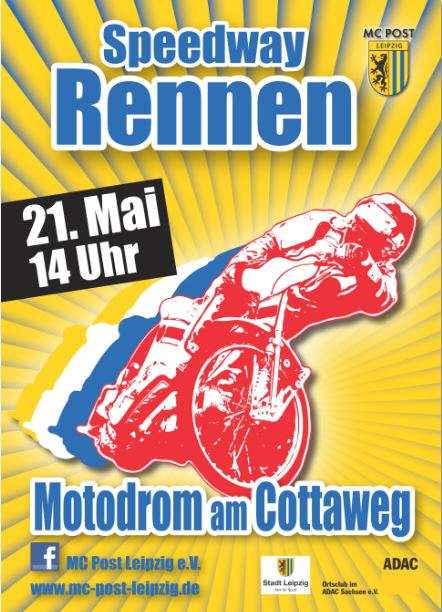 Speedway
MC POST
LEIPZIG
Rennen
21. Mai
14 Uhr
Motodrom am Cottaweg
f MC Post Leipzig e.V.
www.mc-post-leipzig.de
Stadt Leipzig
Ortsclub im
ADAC Sachsen e.V.
ADAC